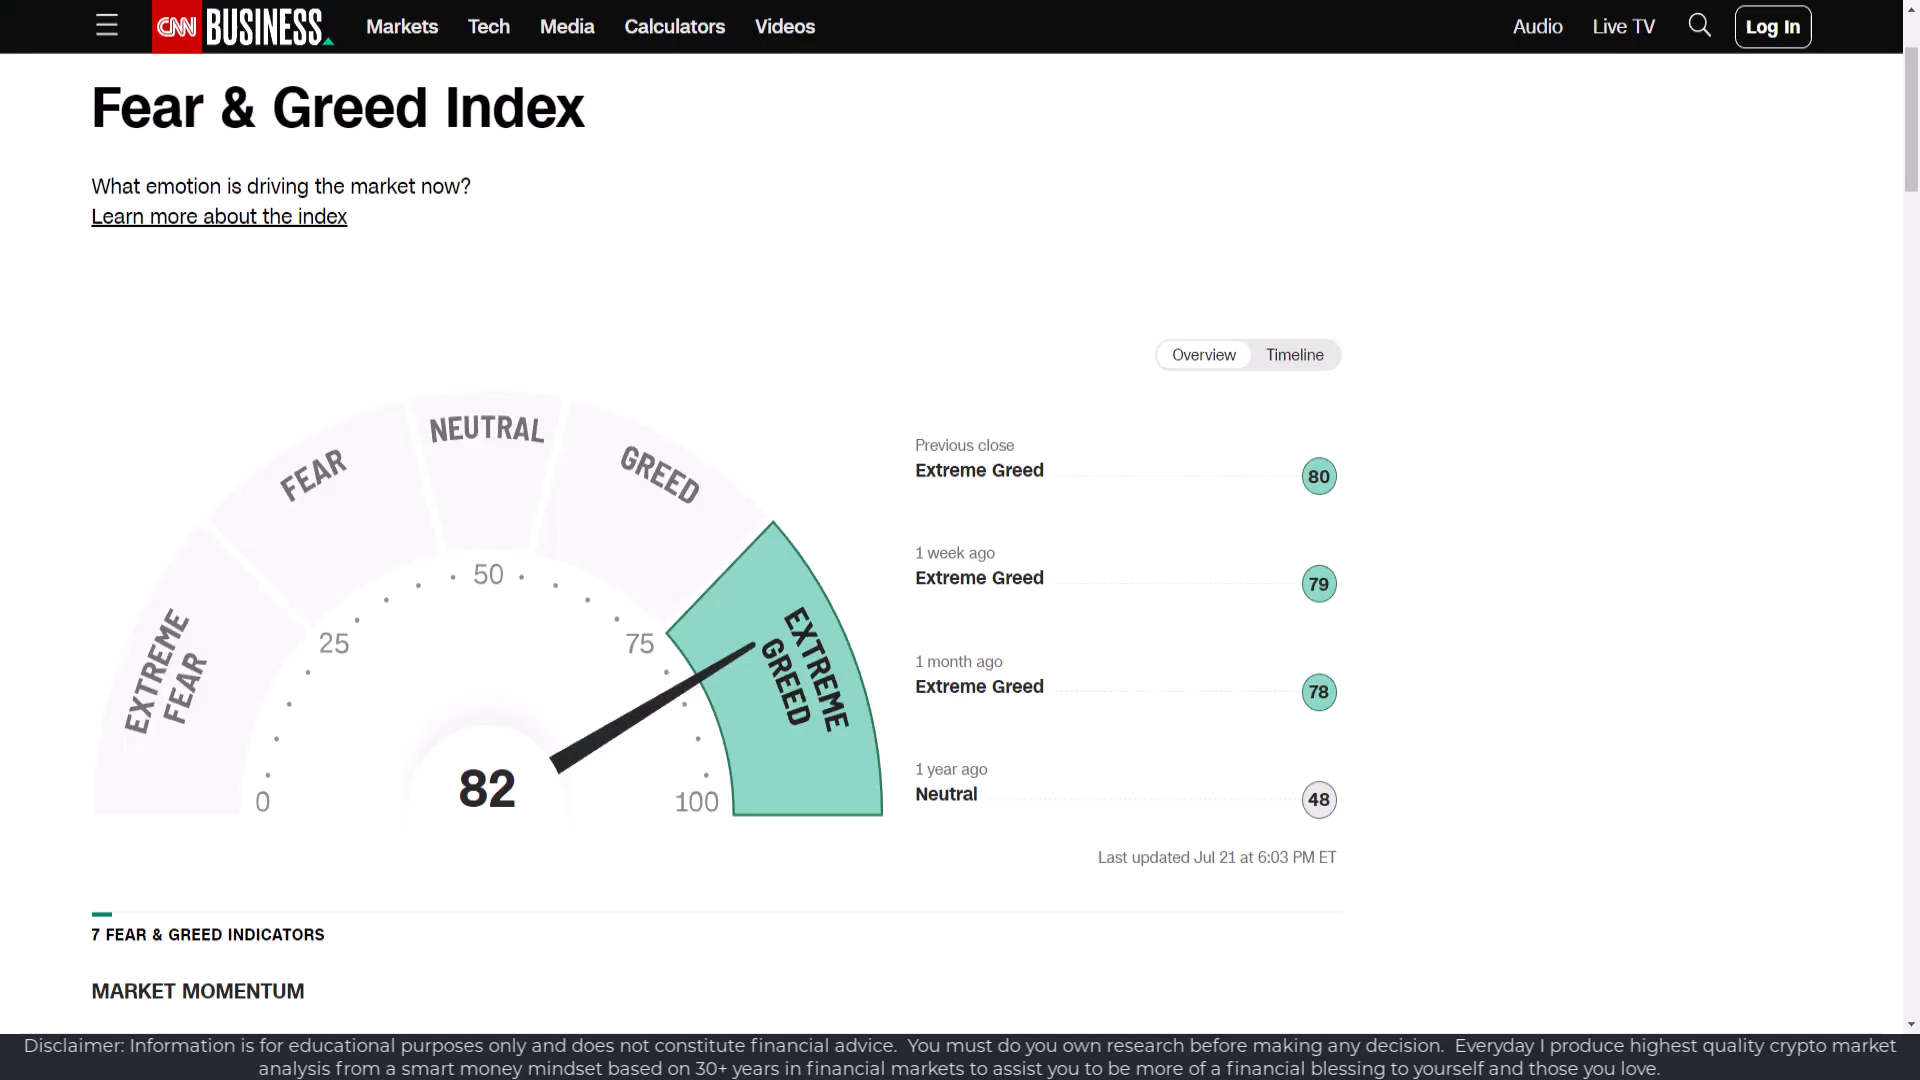 CNN BUSINESS
Markets
Tech
Media
Calculators
Videos
Audio
Live TV
Log In
Fear & Greed Index
What emotion is driving the market now?
Learn more about the index
Overview
Timeline
EXTREME
FEAR
FEAR
NEUTRAL
GREED
EXTREME
GREED
0
25
50
75
100
82
Previous close
Extreme Greed
80
1 week ago
Extreme Greed
79
1 month ago
Extreme Greed
78
1 year ago
Neutral
48
Last updated Jul 21 at 6:03 PM ET
7 FEAR & GREED INDICATORS
MARKET MOMENTUM
Disclaimer: Information is for educational purposes only and does not constitute financial advice. You must do you own research before making any decision. Everyday I produce highest quality crypto market
analysis from a smart money mindset based on 30+ years in financial markets to assist you to be more of a financial blessing to yourself and those you love.